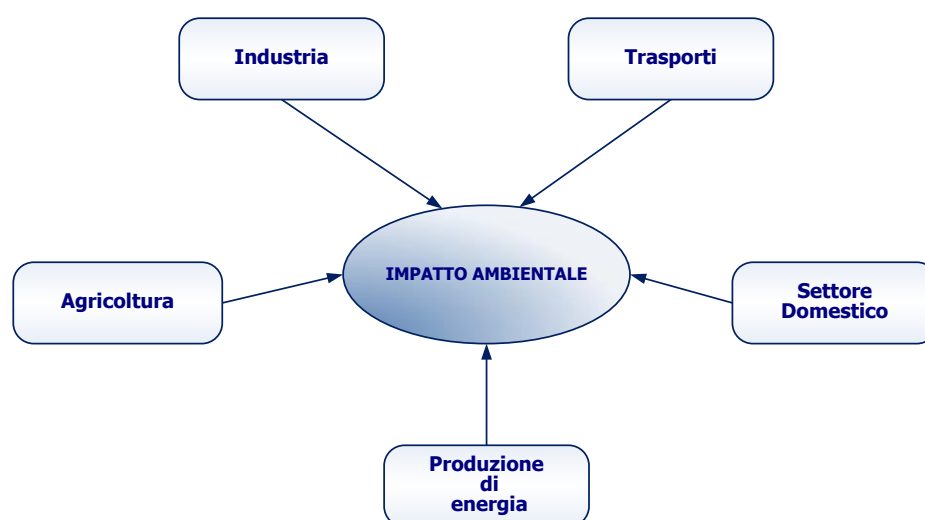 Industria
Trasporti
IMPATTO AMBIENTALE
Agricoltura
Settore
Domestico
Produzione
di
energia